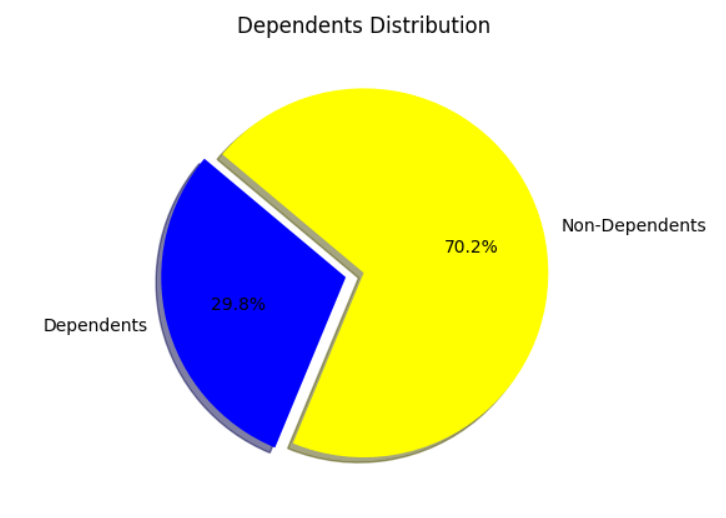 Dependents Distribution
Non-Dependents
70.2%
29.8%
Dependents